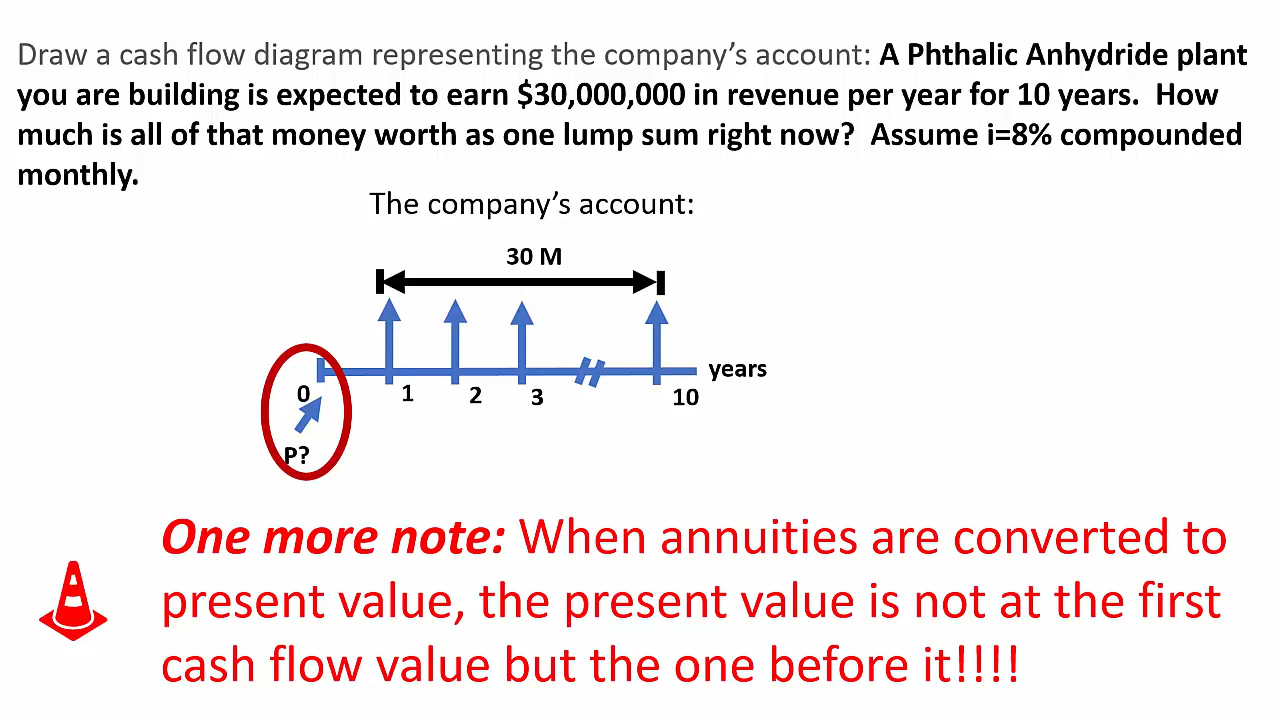 Draw a cash flow diagram representing the company’s account: A Phthalic Anhydride plant
you are building is expected to earn $30,000,000 in revenue per year for 10 years. How
much is all of that money worth as one lump sum right now? Assume i=8% compounded
monthly.
The company’s account:
30 M
years
0
1
2
3
10
P?
One more note: When annuities are converted to
present value, the present value is not at the first
cash flow value but the one before it!!!!